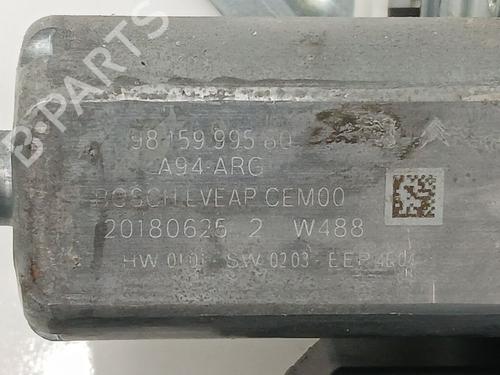 B-PARTS
98 159 995 80
A94-ARG
BOSCH LVEAP CEM00
20180625 2 W488
HW 0101 - SW 0203 - EEP 4604